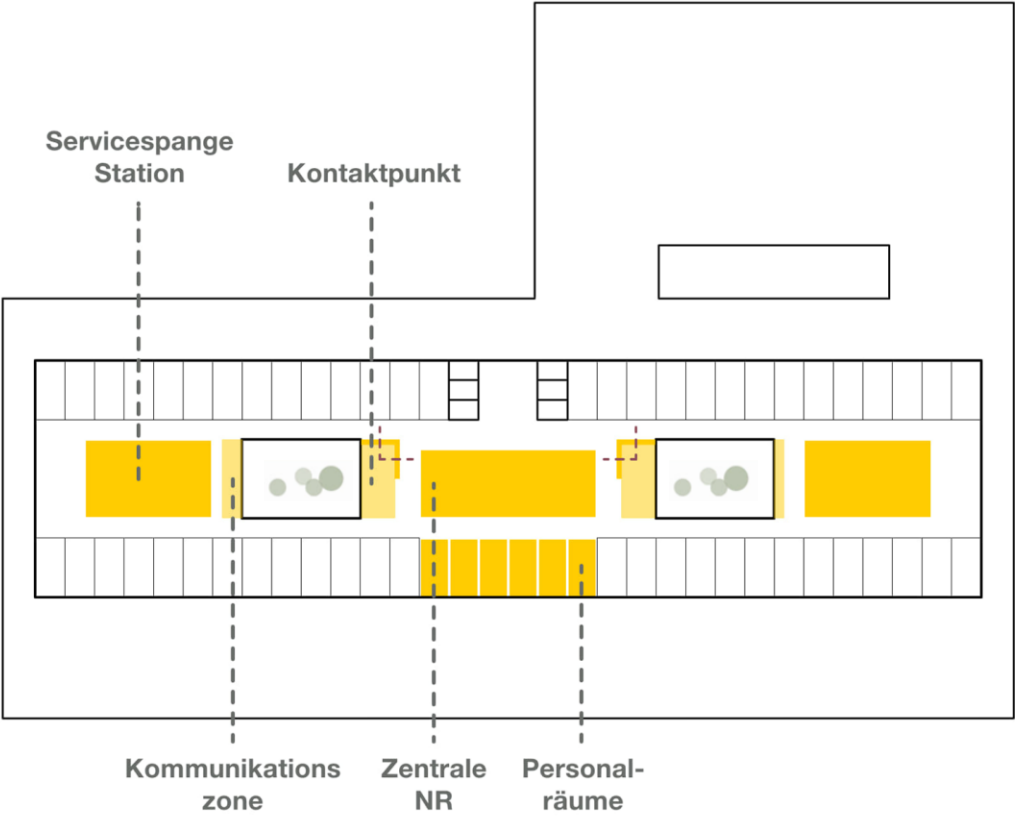 Servicespange
Station
Kontaktpunkt
Kommunikations
zone
Zentrale
NR
Personal-
räume